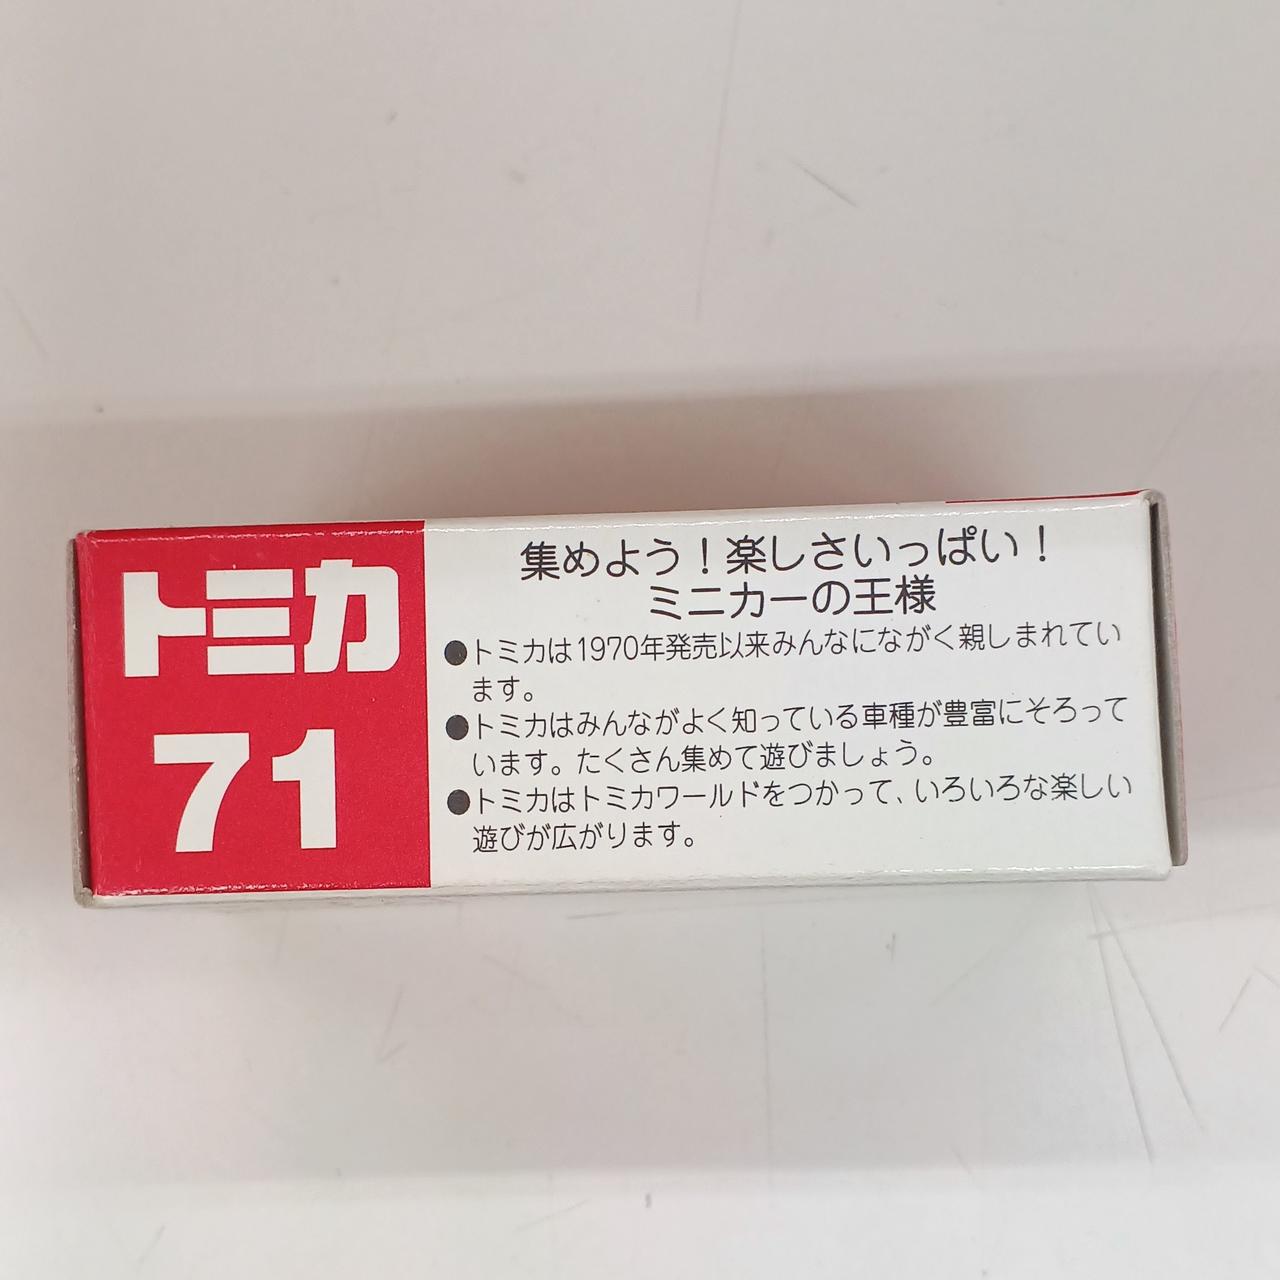 トミカ
71
集めよう！楽しさいっぱい！
ミニカーの王様
●トミカは1970年発売以来みんなにながく親しまれてい
ます。
●トミカはみんながよく知っている車種が豊富にそろって
います。たくさん集めて遊びましょう。
●トミカはトミカワールドをつかって、いろいろな楽しい
遊びが広がります。